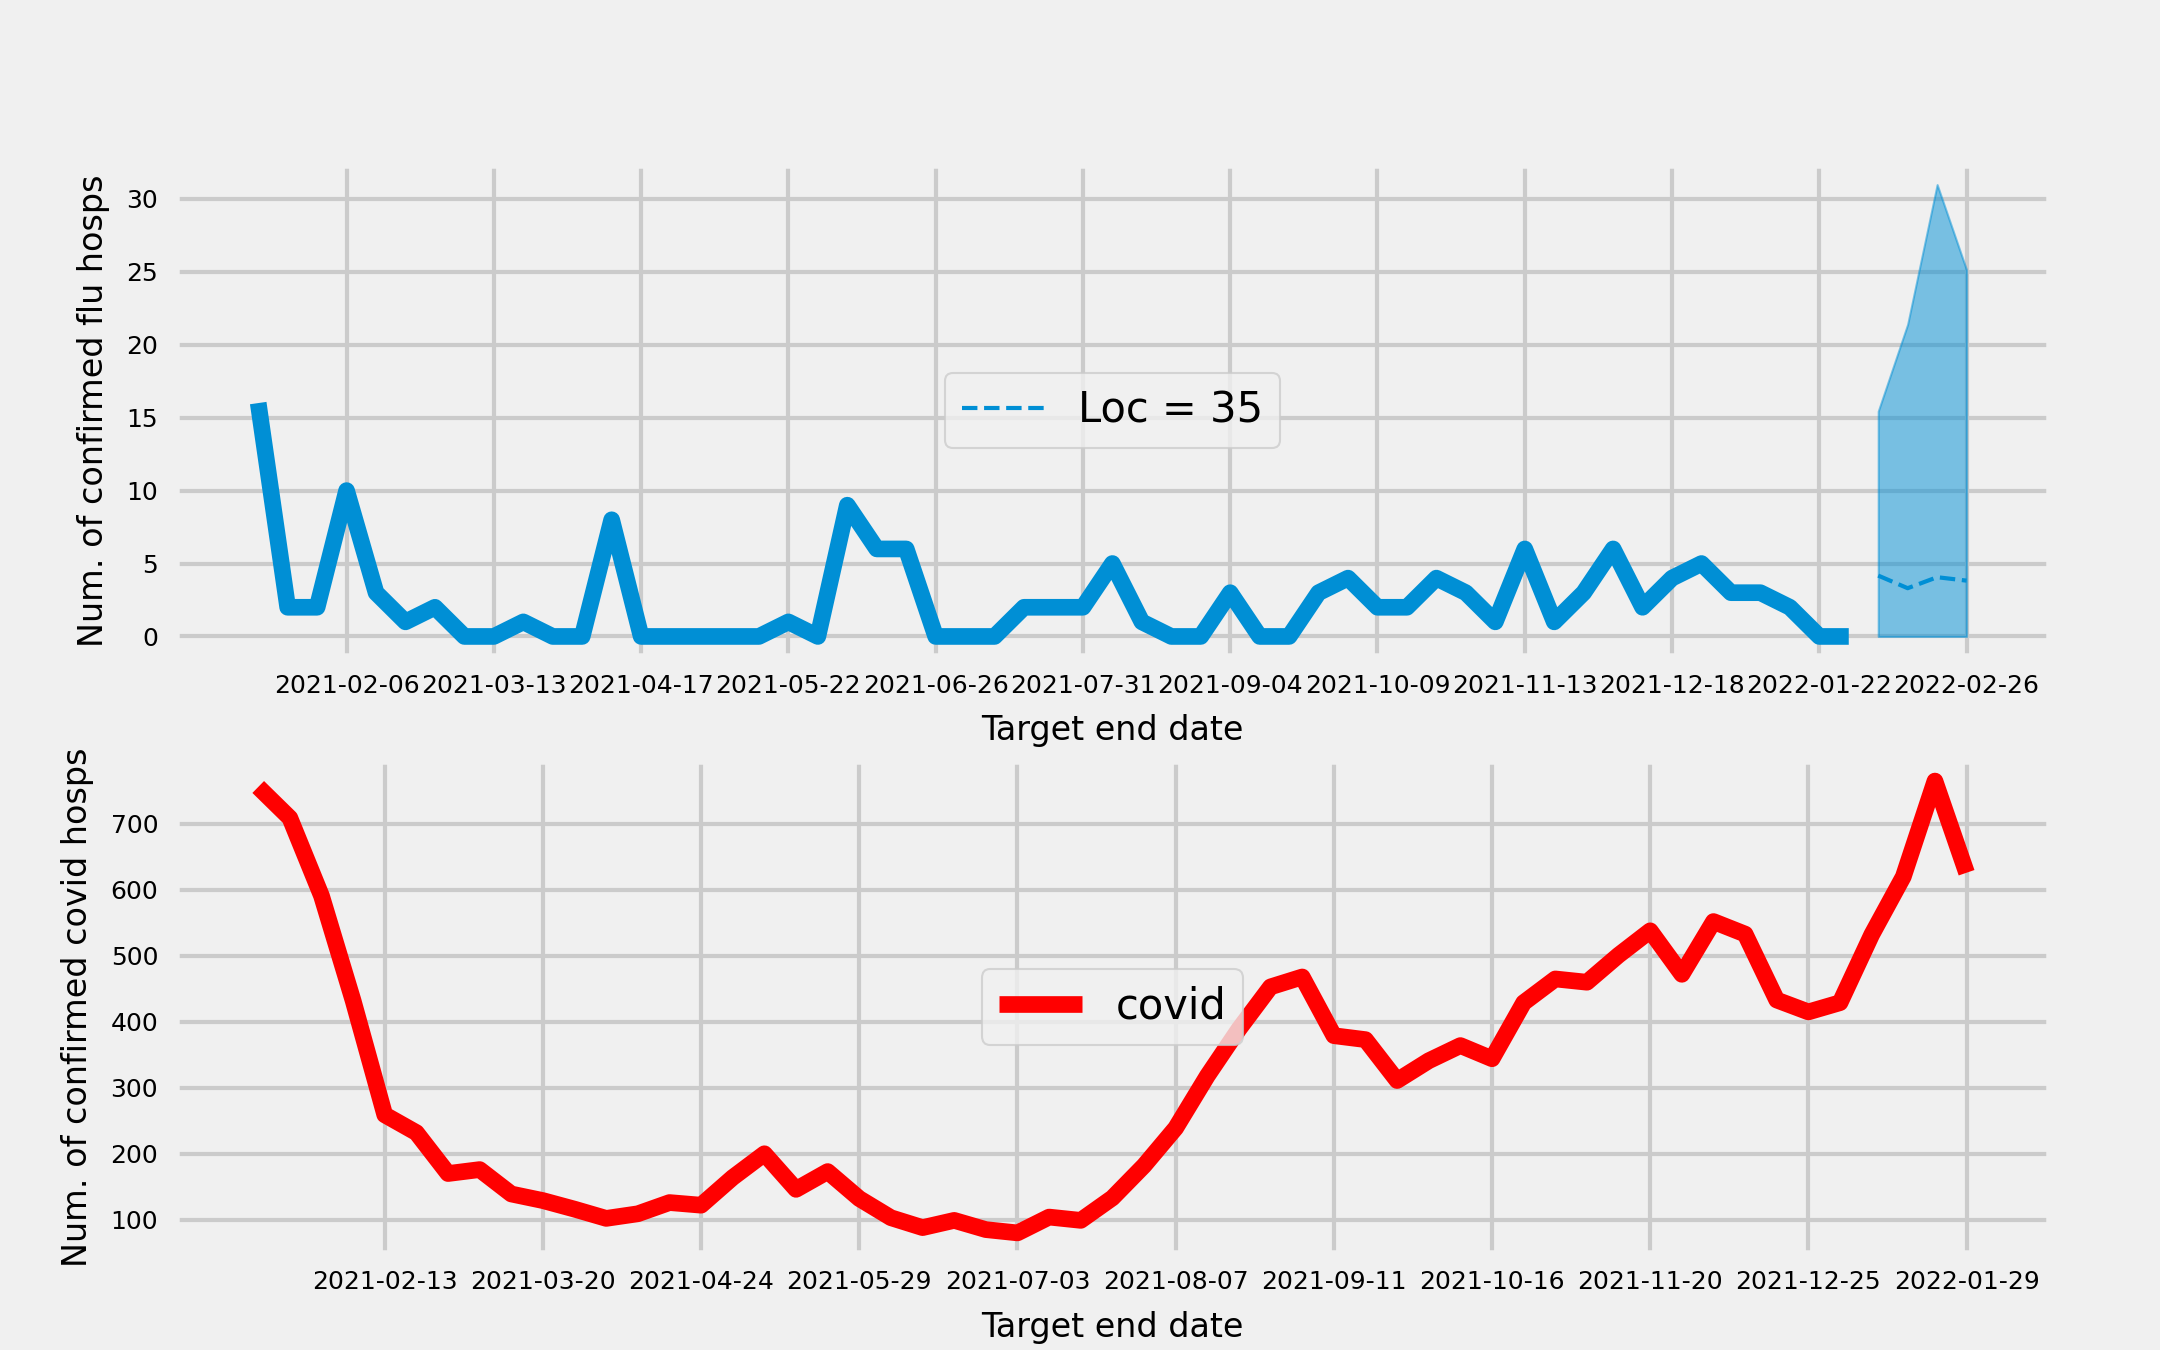 Num. of confirmed flu hosps
30
25
20
15
10
5
0
Loc = 35
2021-02-06 2021-03-13 2021-04-17 2021-05-22 2021-06-26 2021-07-31 2021-09-04 2021-10-09 2021-11-13 2021-12-18 2022-01-22 2022-02-26
Target end date
Num. of confirmed covid hosps
700
600
500
400
300
200
100
covid
2021-02-13 2021-03-20 2021-04-24 2021-05-29 2021-07-03 2021-08-07 2021-09-11 2021-10-16 2021-11-20 2021-12-25 2022-01-29
Target end date